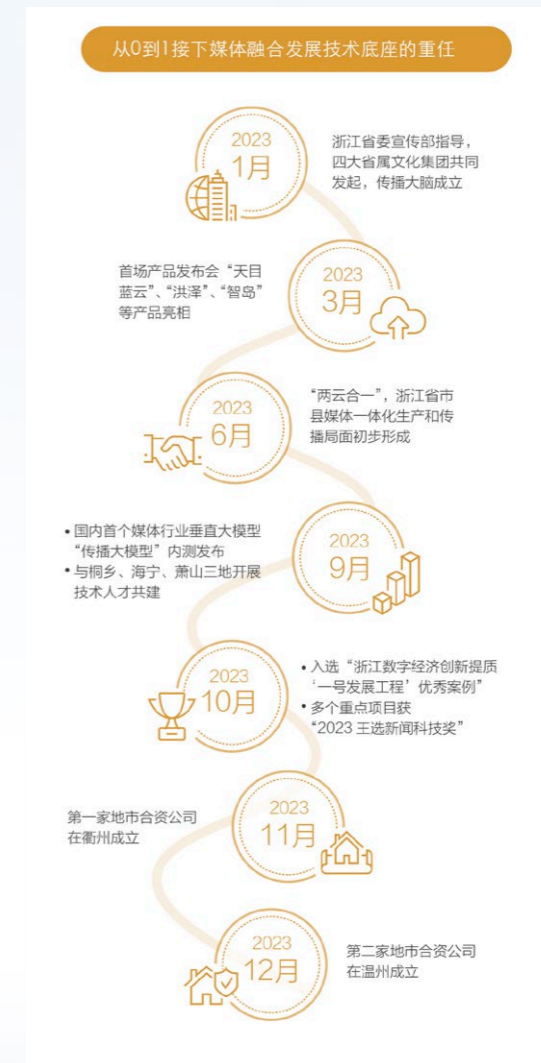 从0到1接下媒体融合发展技术底座的重任
2023
1月
浙江省委宣传部指导，
四大省属文化集团共同
发起，传播大脑成立
首场产品发布会“天目
蓝云”、“洪泽”、“智岛”
等产品亮相
2023
3月
2023
6月
“两云合一”，浙江省市
县媒体一体化生产和传
播局面初步形成
• 国内首个媒体行业垂直大模型
“传播大模型”内测发布
• 与桐乡、海宁、萧山三地开展
技术人才共建
2023
9月
2023
10月
• 入选“浙江数字经济创新提质
‘一号发展工程’优秀案例”
• 多个重点项目获
“2023 王选新闻科技奖”
第一家地市合资公司
在衢州成立
2023
11月
2023
12月
第二家地市合资公司
在温州成立